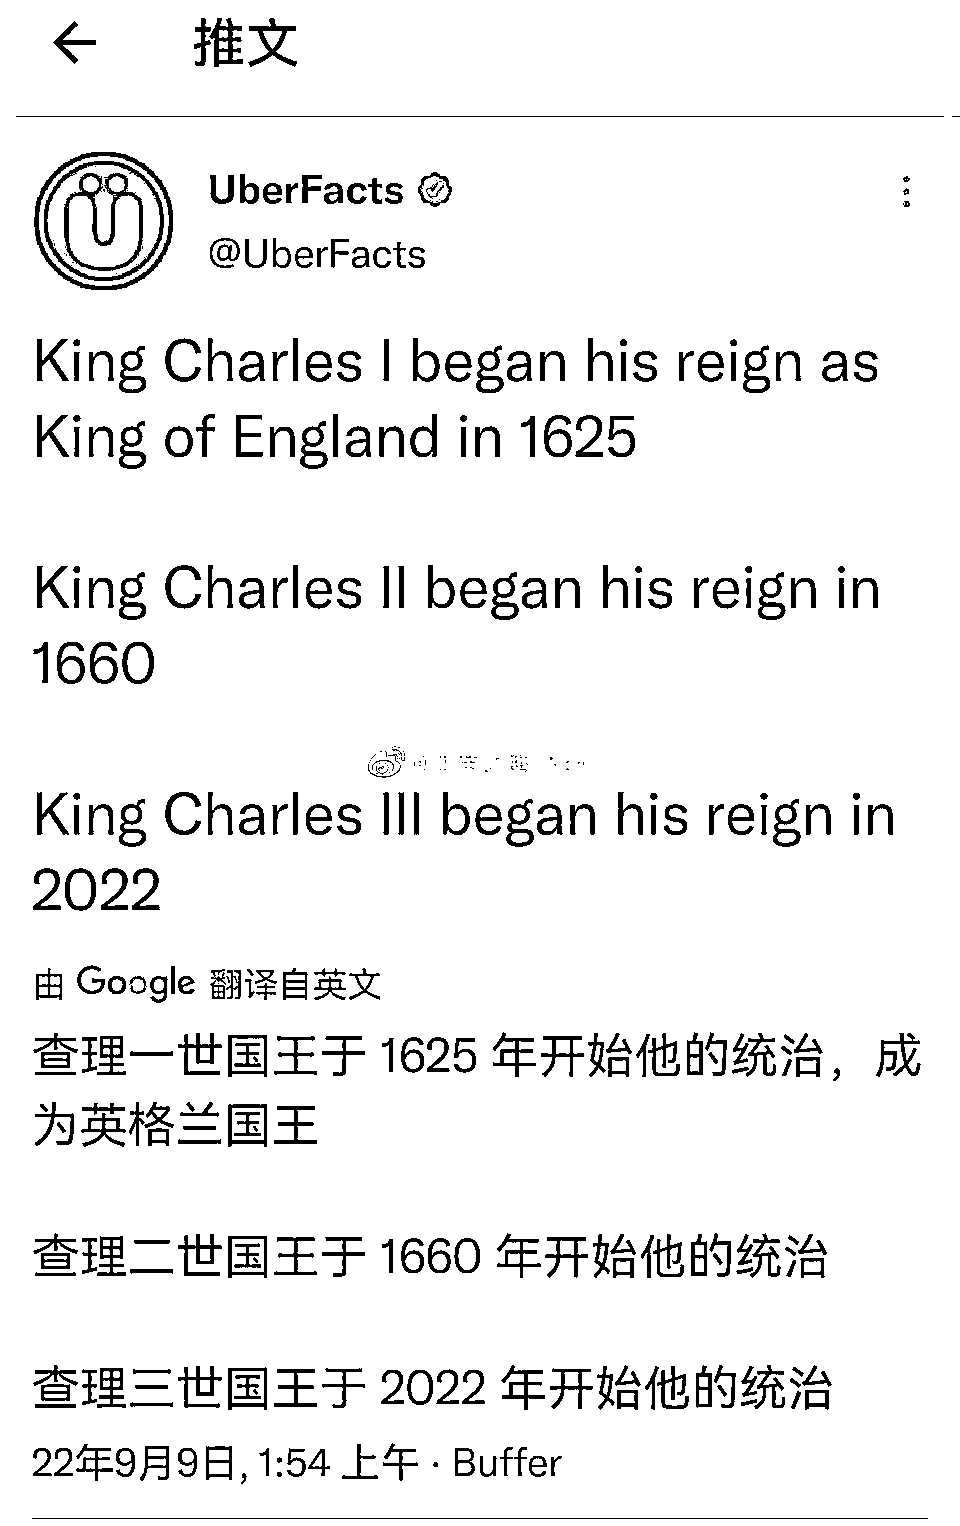 推文
UberFacts
@UberFacts
King Charles I began his reign as
King of England in 1625
King Charles II began his reign in
1660
King Charles III began his reign in
2022
由 Google 翻译自英文
查理一世国王于 1625 年开始他的统治，成
为英格兰国王
查理二世国王于 1660 年开始他的统治
查理三世国王于 2022 年开始他的统治
22年9月9日, 1:54 上午 · Buffer